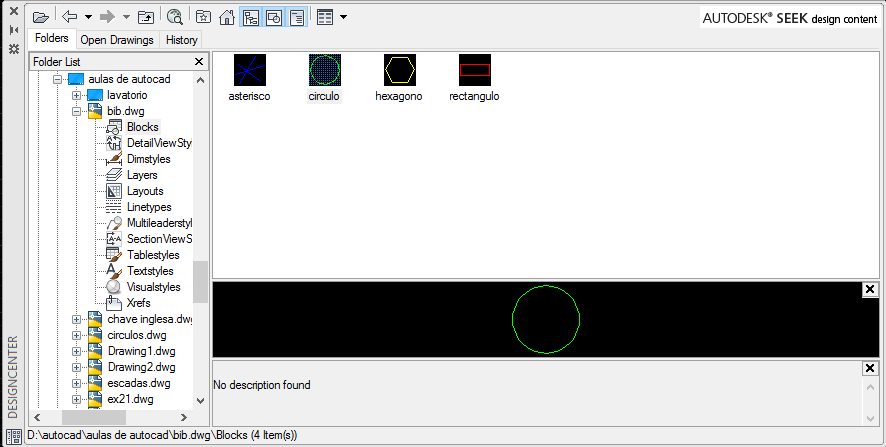 AUTODESK® SEEK design content
Folders
Open Drawings
History
Folder List
aulas de autocad
lavatorio
bib.dwg
Blocks
DetailViewSty
Dimstyles
Layers
Layouts
Linetypes
Multileaderstyl
SectionViewS
Tablestyles
Textstyles
Visualstyles
Xrefs
chave inglesa.dwg
circulos.dwg
Drawing1.dwg
Drawing2.dwg
escadas.dwg
ex21.dwg
asterisco
circulo
hexagono
rectangulo
No description found
DESIGNCENTER
D:\autocad\aulas de autocad\bib.dwg\Blocks (4 Item(s))